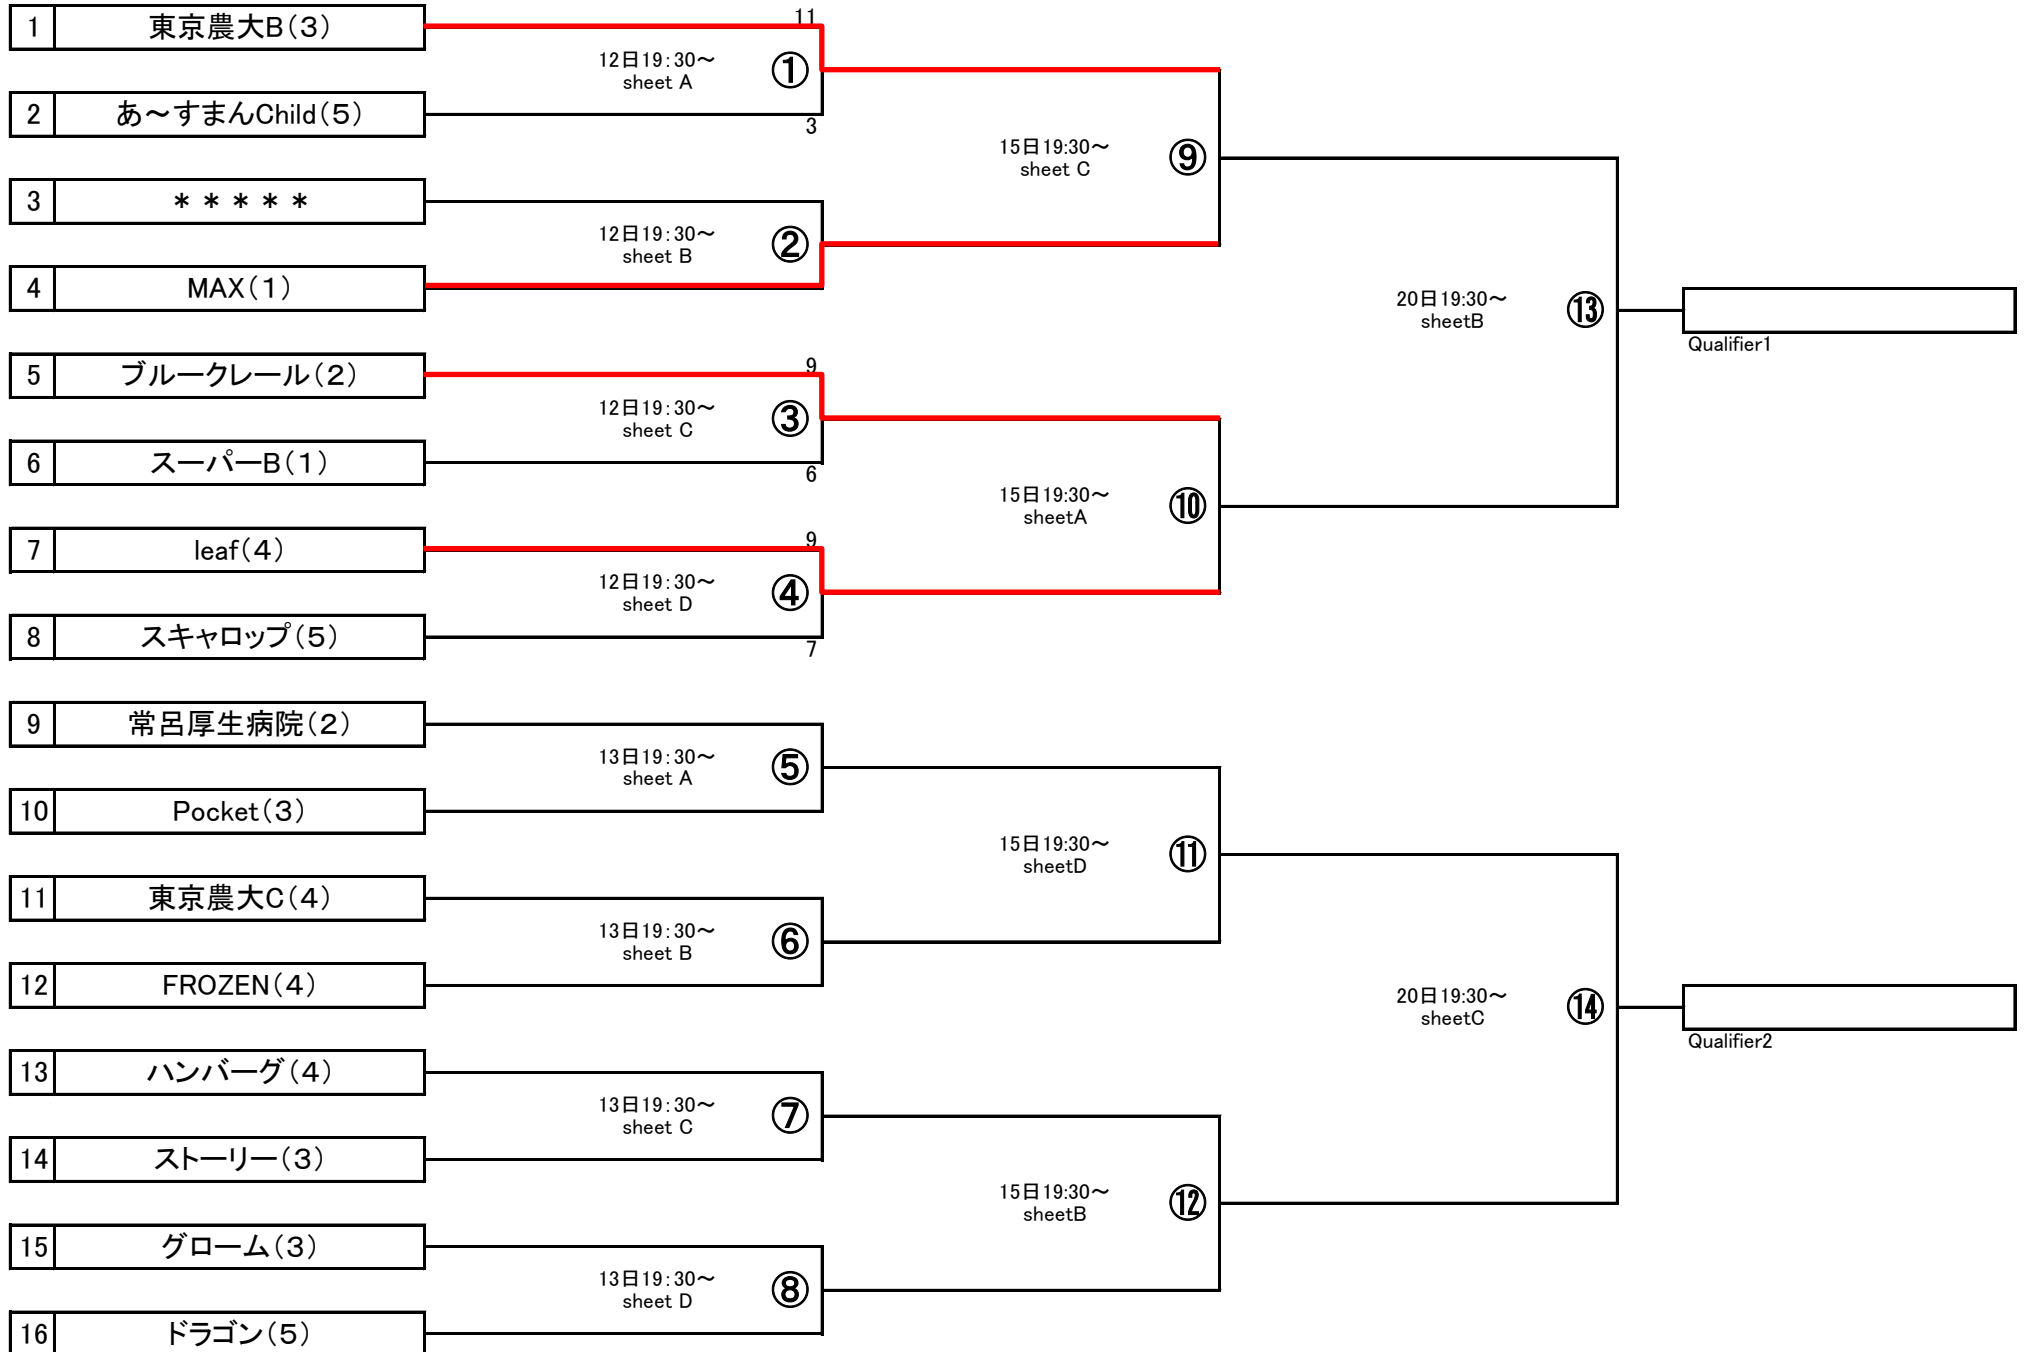 1 東京農大B（3）
11
12日19：30～
sheet A
①
2 あ～すまんChild（5）
3
15日19:30～
sheet C
⑨
3 ＊＊＊＊＊
12日19：30～
sheet B
②
4 MAX（1）
20日19:30～
sheetB
⑬
Qualifier1
5 ブルークレール（2）
9
12日19：30～
sheet C
③
6 スーパーB（1）
6
15日19:30～
sheetA
⑩
7 leaf（4）
9
12日19：30～
sheet D
④
8 スキャロップ（5）
7
9 常呂厚生病院（2）
13日19：30～
sheet A
⑤
10 Pocket（3）
15日19:30～
sheetD
⑪
11 東京農大C（4）
13日19：30～
sheet B
⑥
12 FROZEN（4）
20日19:30～
sheetC
⑭
Qualifier2
13 ハンバーグ（4）
13日19：30～
sheet C
⑦
14 ストーリー（3）
15日19:30～
sheetB
⑫
15 グローム（3）
13日19：30～
sheet D
⑧
16 ドラゴン（5）